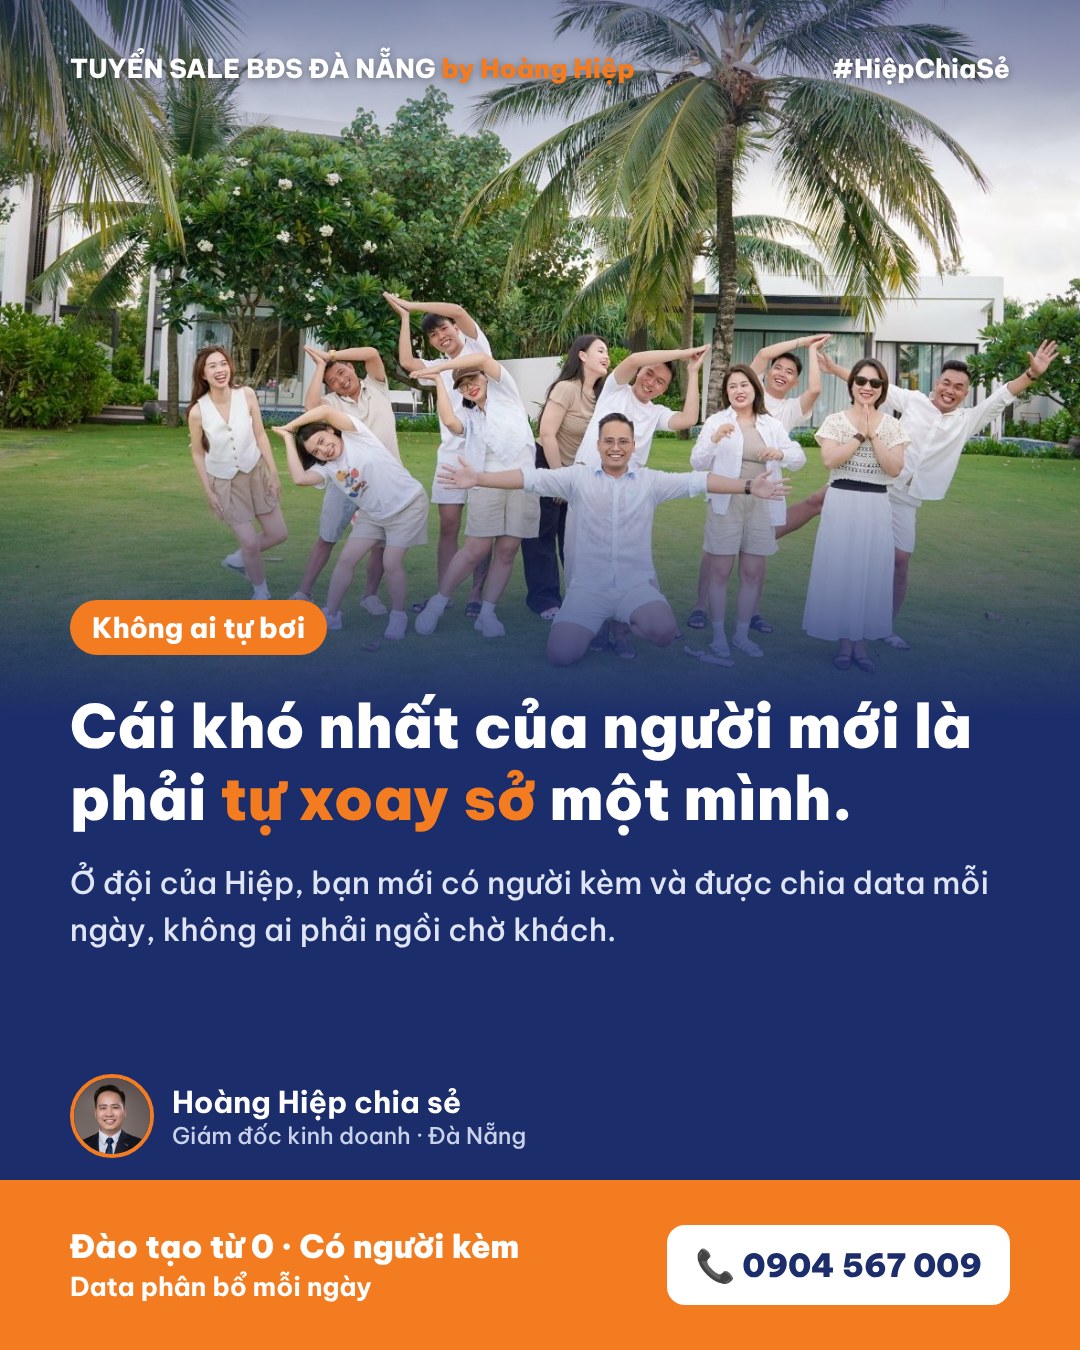 TUYỂN SALE BĐS ĐÀ NẴNG by Hoàng Hiệp
#HiệpChiaSẻ
Không ai tự bơi
Cái khó nhất của người mới là
phải tự xoay sở một mình.
Ở đội của Hiệp, bạn mới có người kèm và được chia data mỗi
ngày, không ai phải ngồi chờ khách.
Hoàng Hiệp chia sẻ
Giám đốc kinh doanh · Đà Nẵng
Đào tạo từ 0 · Có người kèm
Data phân bổ mỗi ngày
📞 0904 567 009